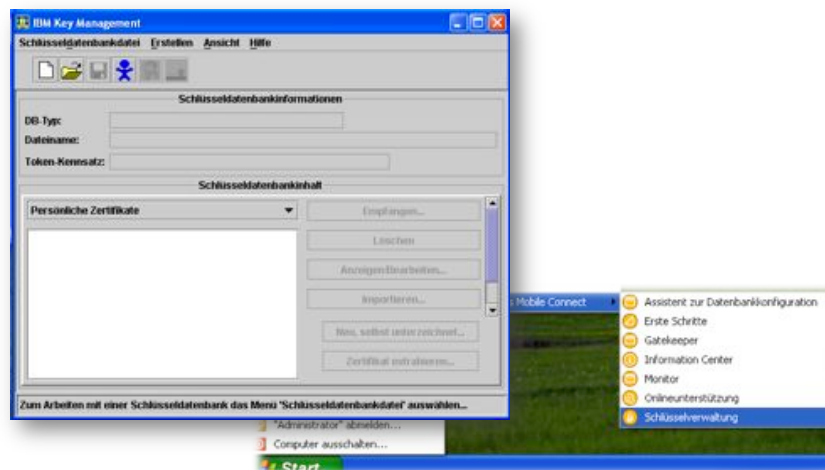 IBM Key Management
Schlüsseldatenbankdatei Erstellen Ansicht Hilfe
Schlüsseldatenbankinformationen
DB-Typ:
Dateiname:
Token-Kennsatz:
Schlüsseldatenbankinhalt
Persönliche Zertifikate
Empfangen...
Löschen
Anzeigen/Bearbeiten...
Importieren...
Neu, selbst unterzeichnet...
Zertifikat extrahieren...
Zum Arbeiten mit einer Schlüsseldatenbank das Menü 'Schlüsseldatenbankdatei' auswählen...
Mobile Connect
Assistent zur Datenbankkonfiguration
Erste Schritte
Gatekeeper
Information Center
Monitor
Onlineunterstützung
Schlüsselverwaltung
"Administrator" abmelden...
Computer ausschalten...
Start